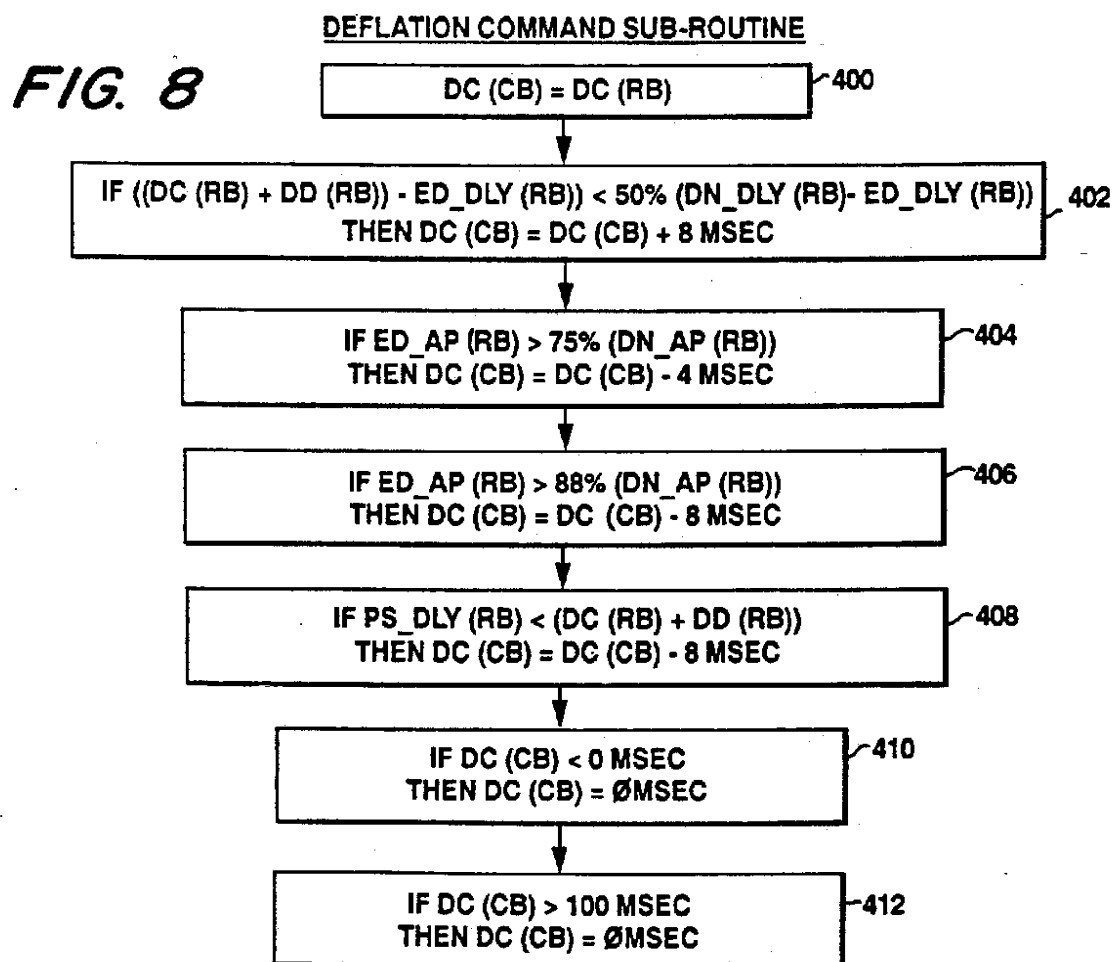 DEFLATION COMMAND SUB-ROUTINE
FIG. 8
DC (CB) = DC (RB)
400
IF ((DC (RB) + DD (RB)) - ED_DLY (RB)) < 50% (DN_DLY (RB)- ED_DLY (RB))
THEN DC (CB) = DC (CB) + 8 MSEC
402
IF ED_AP (RB) > 75% (DN_AP (RB))
THEN DC (CB) = DC (CB) - 4 MSEC
404
IF ED_AP (RB) > 88% (DN_AP (RB))
THEN DC (CB) = DC (CB) - 8 MSEC
406
IF PS_DLY (RB) < (DC (RB) + DD (RB))
THEN DC (CB) = DC (CB) - 8 MSEC
408
IF DC (CB) < 0 MSEC
THEN DC (CB) = ØMSEC
410
IF DC (CB) > 100 MSEC
THEN DC (CB) = ØMSEC
412